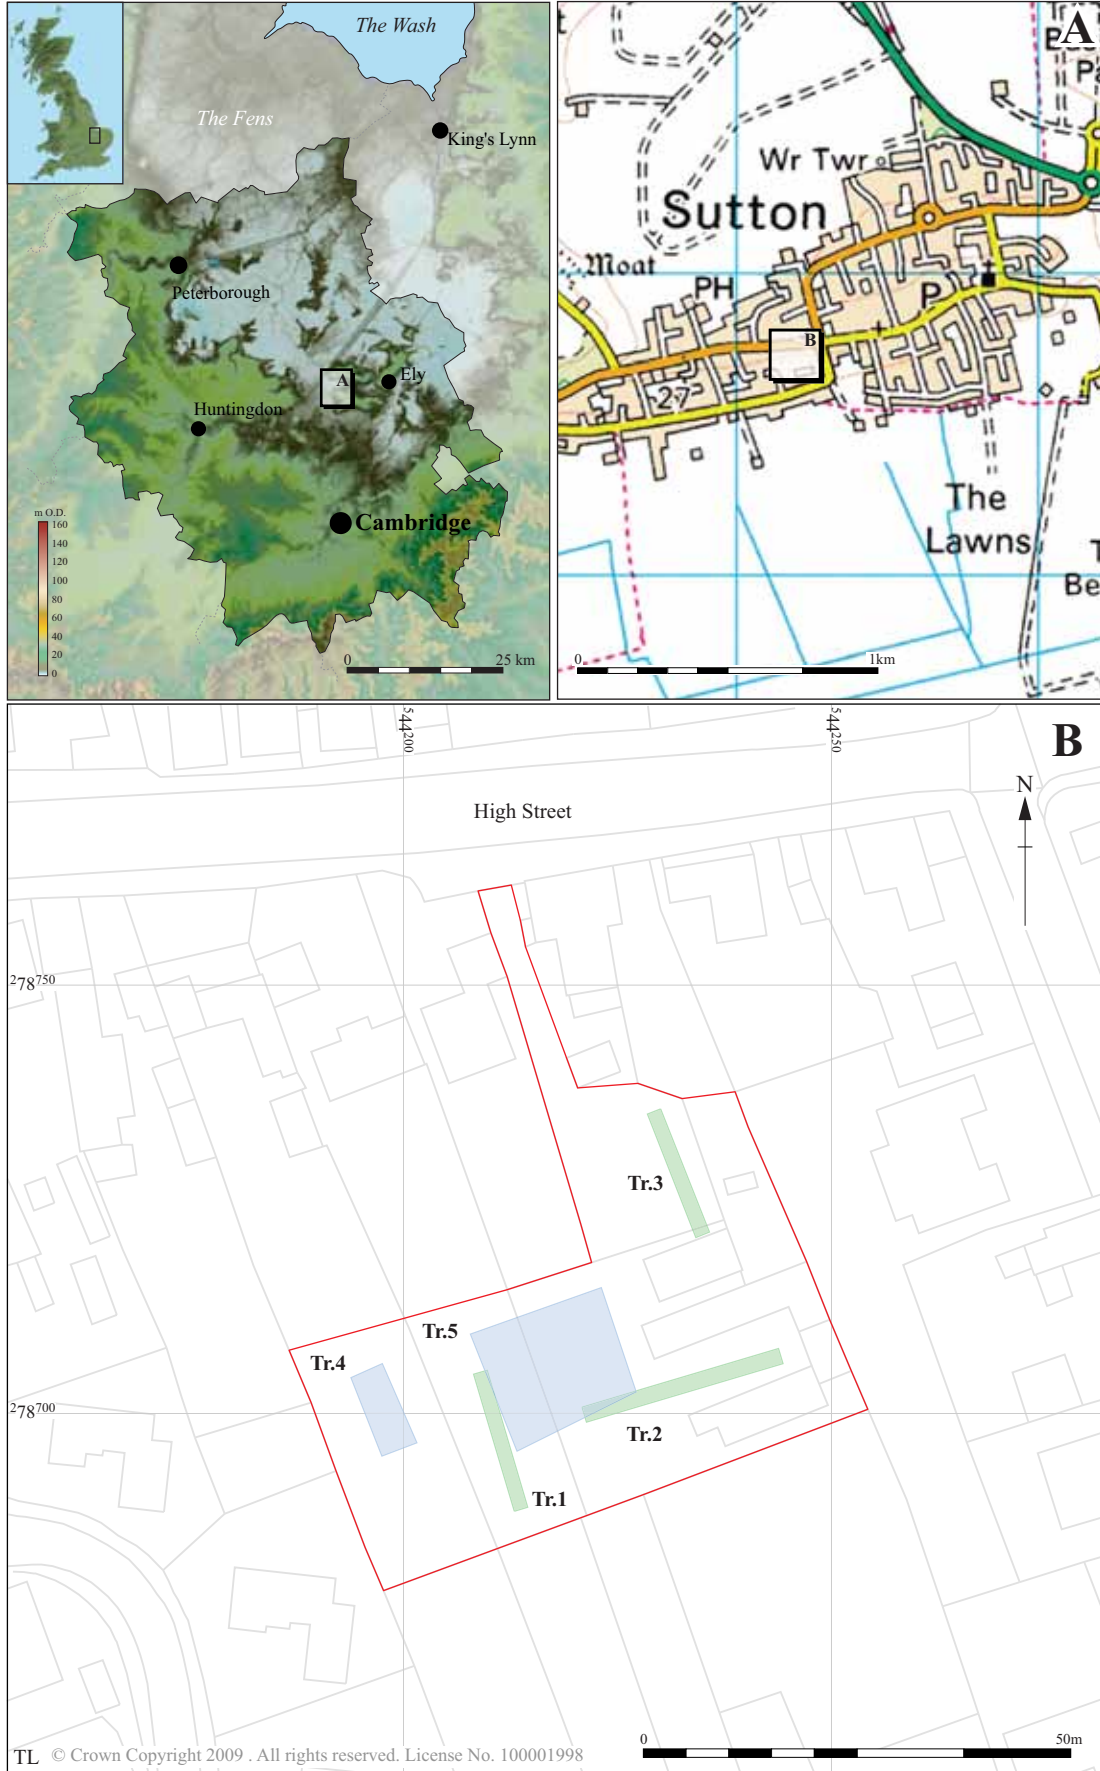 The Wash
The Fens
King's Lynn
Peterborough
A
Ely
Huntingdon
Cambridge
m O.D.
160
140
120
100
80
60
40
20
0
0 25 km
A
Wr Twr
Sutton
Moat
PH
P
B
27
The
Lawns
Be
0 1km
B
544200
544250
N
High Street
278750
Tr.3
Tr.5
Tr.4
278700
Tr.2
Tr.1
TL © Crown Copyright 2009 . All rights reserved. License No. 100001998
0 50m